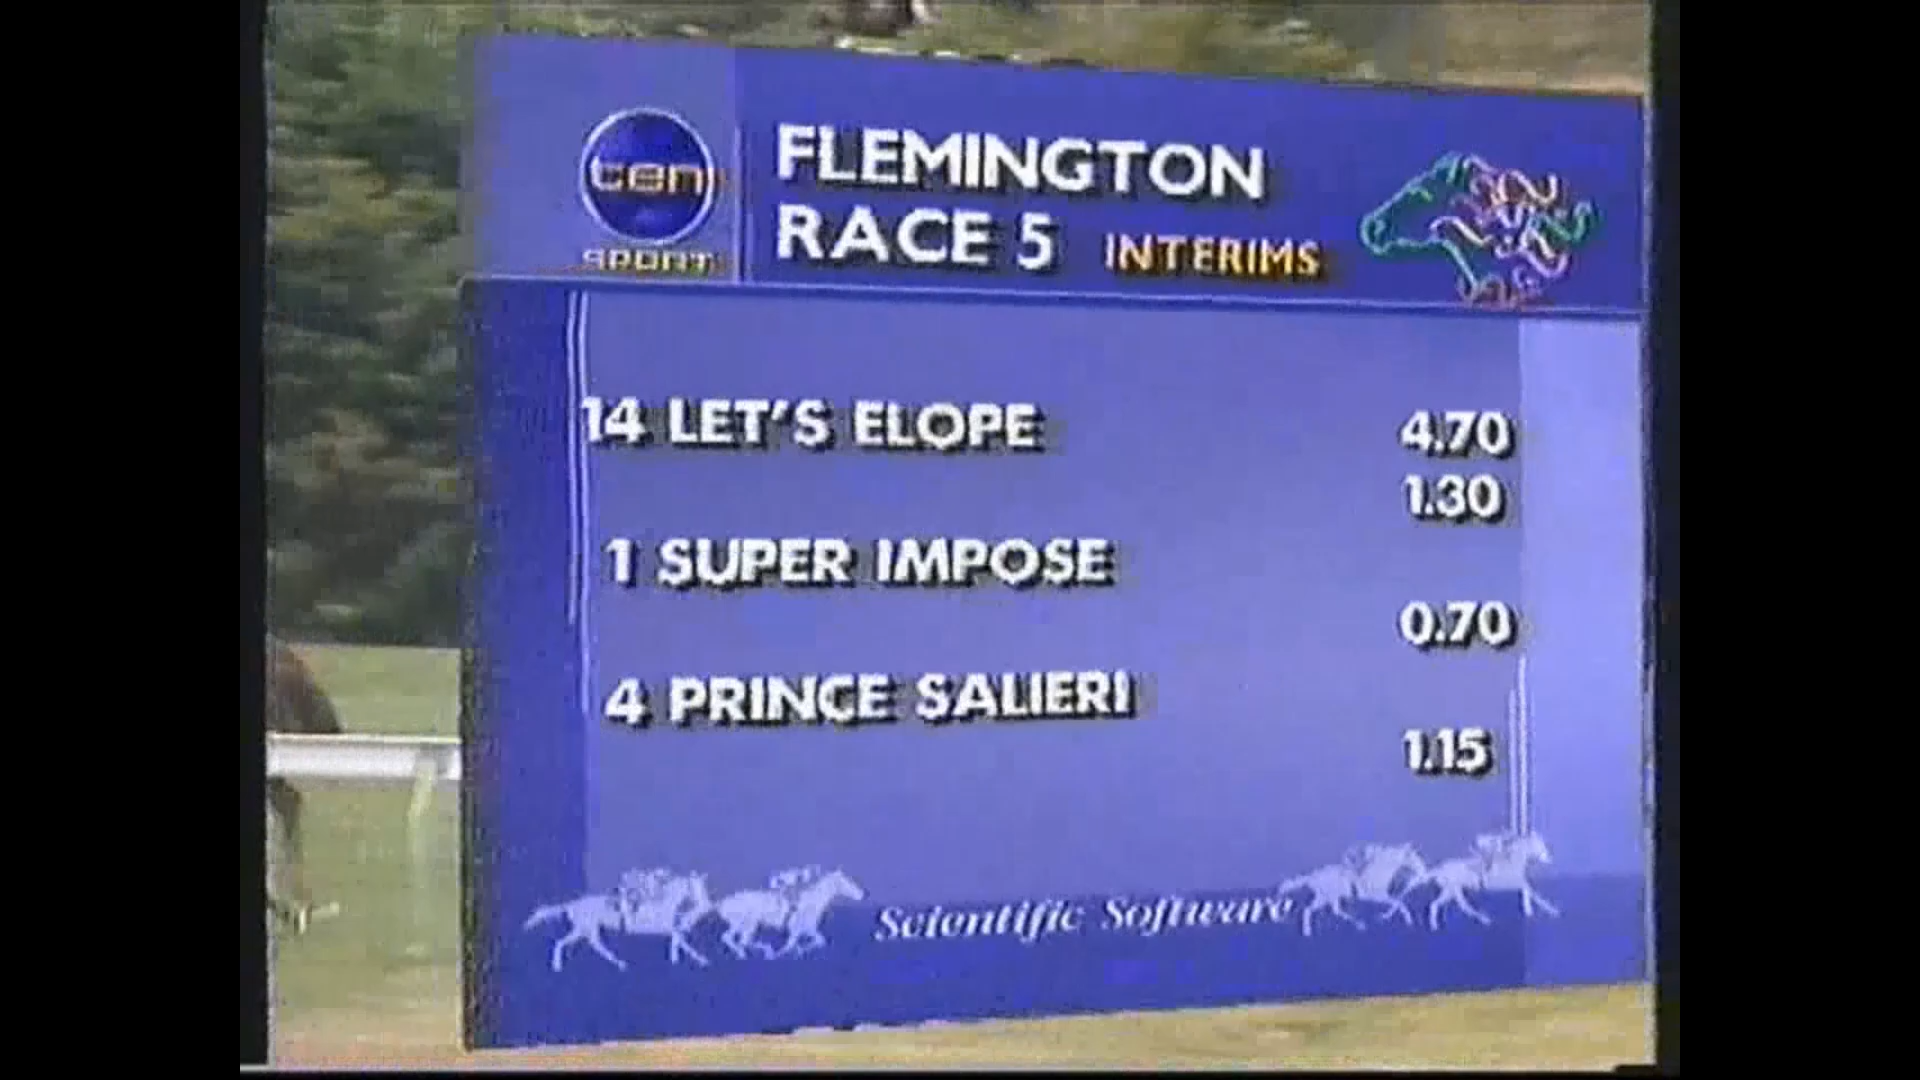 ten
SPORT
FLEMINGTON
RACE 5 INTERIMS
14 LET'S ELOPE 4.70
1.30
1 SUPER IMPOSE
0.70
4 PRINCE SALIERI
1.15
Scientific Software